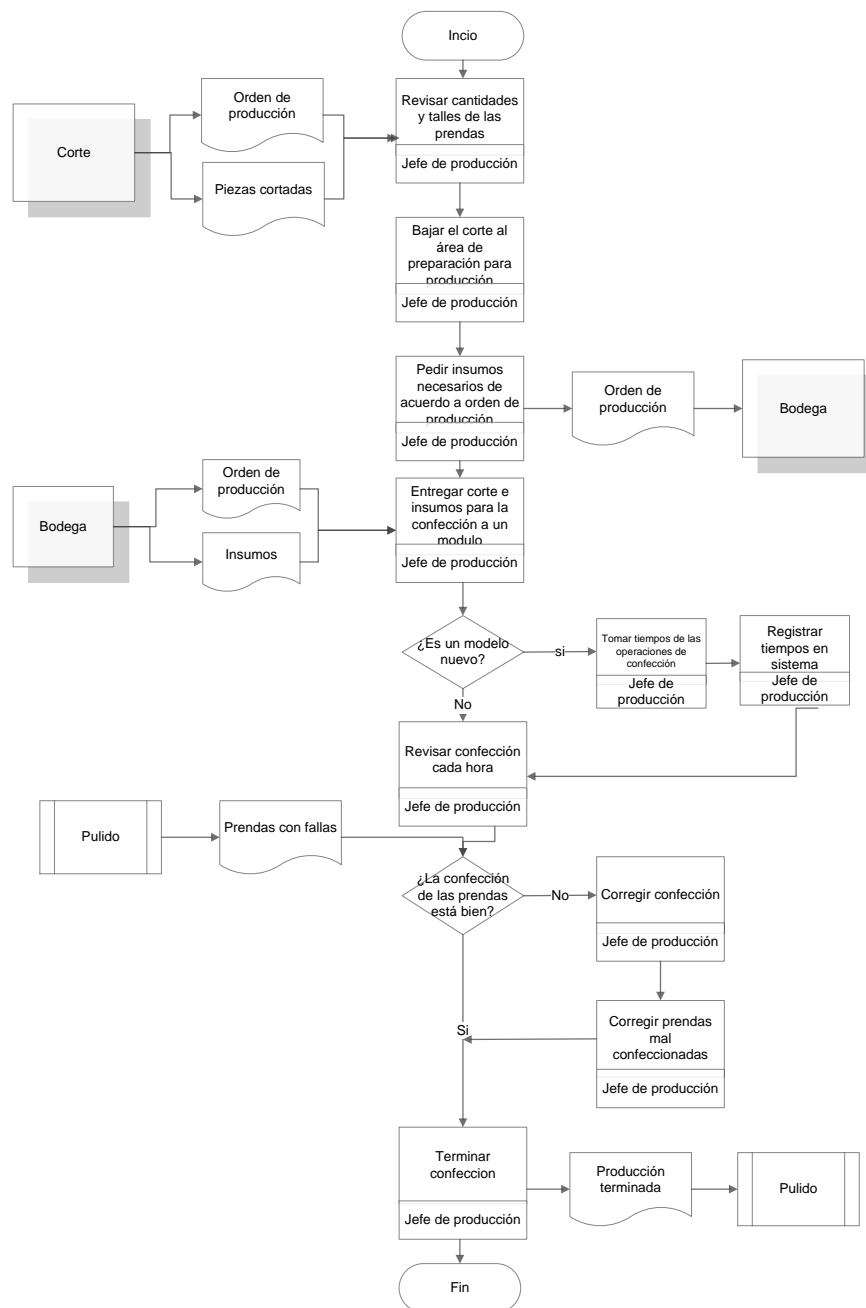 Incio
Orden de
producción
Revisar cantidades
y talles de las
prendas
Corte
Jefe de producción
Piezas cortadas
Bajar el corte al
área de
preparación para
producción
Jefe de producción
Pedir insumos
necesarios de
acuerdo a orden de
producción
Orden de
producción
Bodega
Jefe de producción
Orden de
producción
Entregar corte e
insumos para la
confección a un
modulo
Bodega
Insumos
Jefe de producción
¿Es un modelo
nuevo?
si
Tomar tiempos de las
operaciones de
confección
Jefe de
producción
Registrar
tiempos en
sistema
Jefe de
producción
No
Revisar confección
cada hora
Jefe de producción
Pulido
Prendas con fallas
¿La confección
de las prendas
está bien?
No
Corregir confección
Jefe de producción
Corregir prendas
mal
confeccionadas
Jefe de producción
Si
Terminar
confeccion
Jefe de producción
Producción
terminada
Pulido
Fin